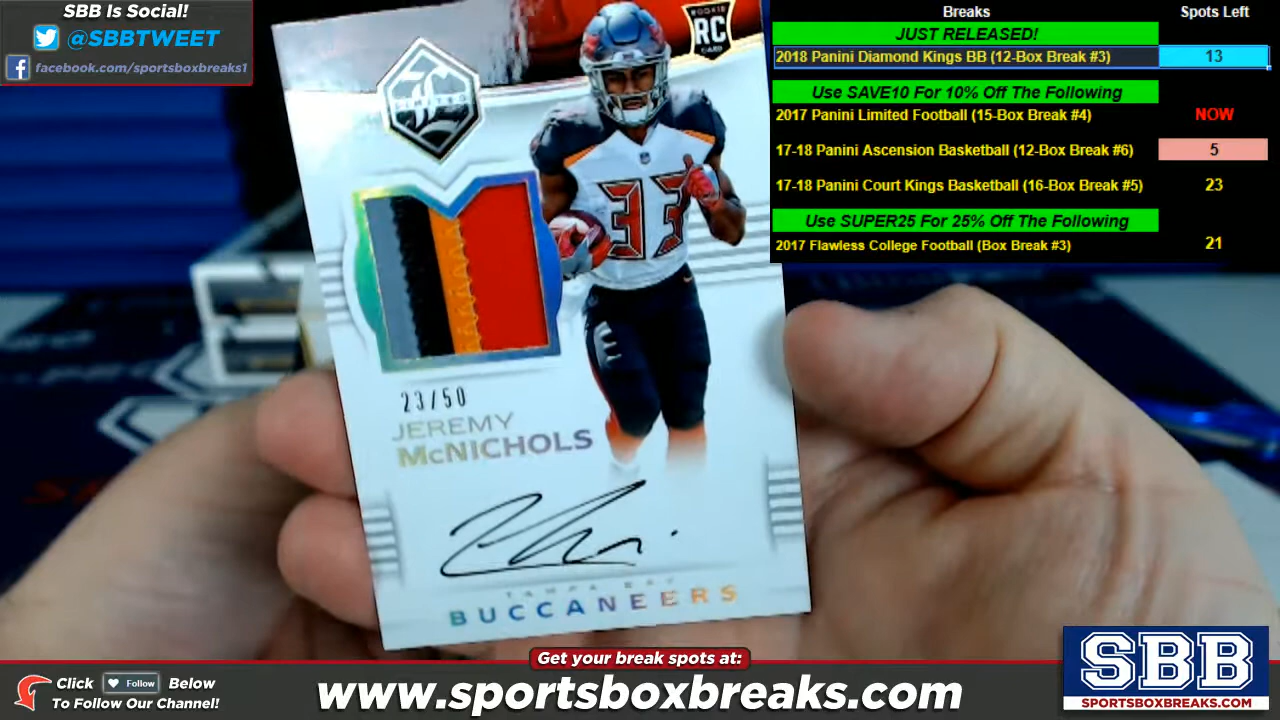 SBB Is Social!
@SBBTWEET
facebook.com/sportsboxbreaks1
Breaks Spots Left
JUST RELEASED!
2018 Panini Diamond Kings BB (12-Box Break #3) 13
Use SAVE10 For 10% Off The Following
2017 Panini Limited Football (15-Box Break #4) NOW
17-18 Panini Ascension Basketball (12-Box Break #6) 5
17-18 Panini Court Kings Basketball (16-Box Break #5) 23
Use SUPER25 For 25% Off The Following
2017 Flawless College Football (Box Break #3) 21
ROOKIE
RC
CARD
LIMITED
33
23/50
JEREMY
McNICHOLS
TAMPA BAY
BUCCANEERS
Get your break spots at:
www.sportsboxbreaks.com
Click Follow Below
To Follow Our Channel!
SBB
SPORTSBOXBREAKS.COM